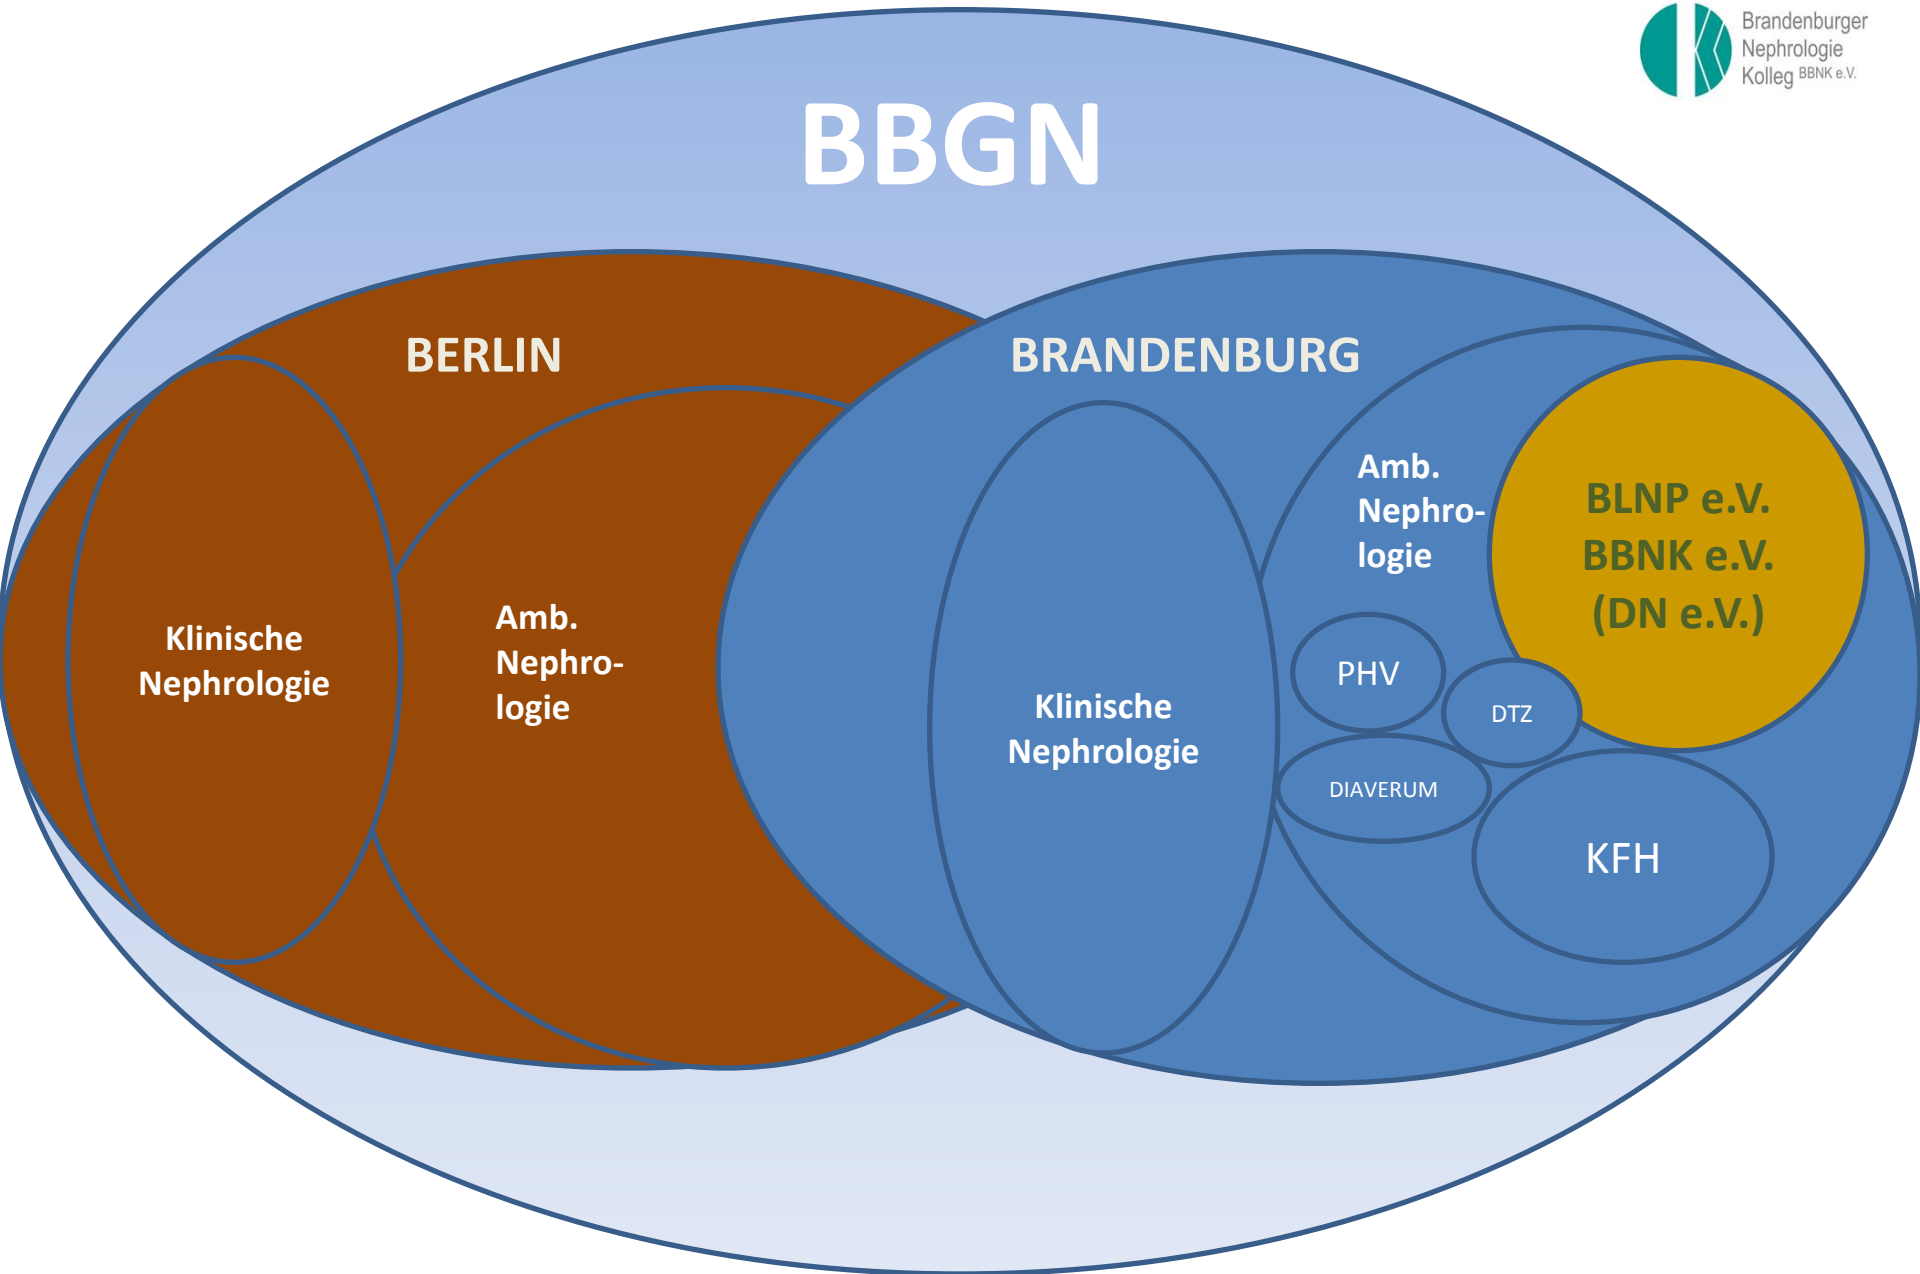 Brandenburger
Nephrologie
Kolleg BBNK e.V.
BBGN
BERLIN
BRANDENBURG
Klinische
Nephrologie
Amb.
Nephro-
logie
Klinische
Nephrologie
Amb.
Nephro-
logie
BLNP e.V.
BBNK e.V.
(DN e.V.)
PHV
DTZ
DIAVERUM
KFH